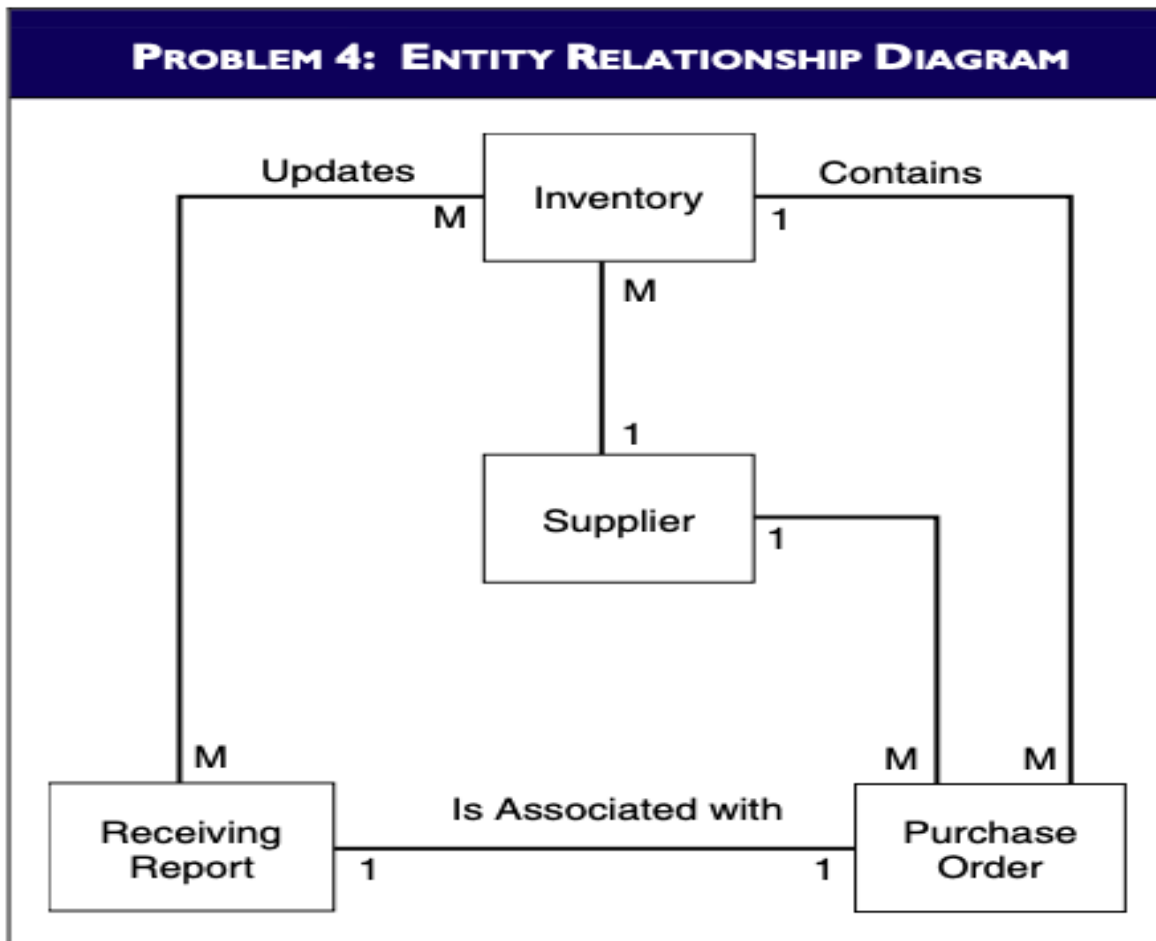 PROBLEM 4: ENTITY RELATIONSHIP DIAGRAM
Updates
Inventory
Contains
M
1
M
1
Supplier
1
M
M
M
Receiving
Report
Is Associated with
1
1
Purchase
Order